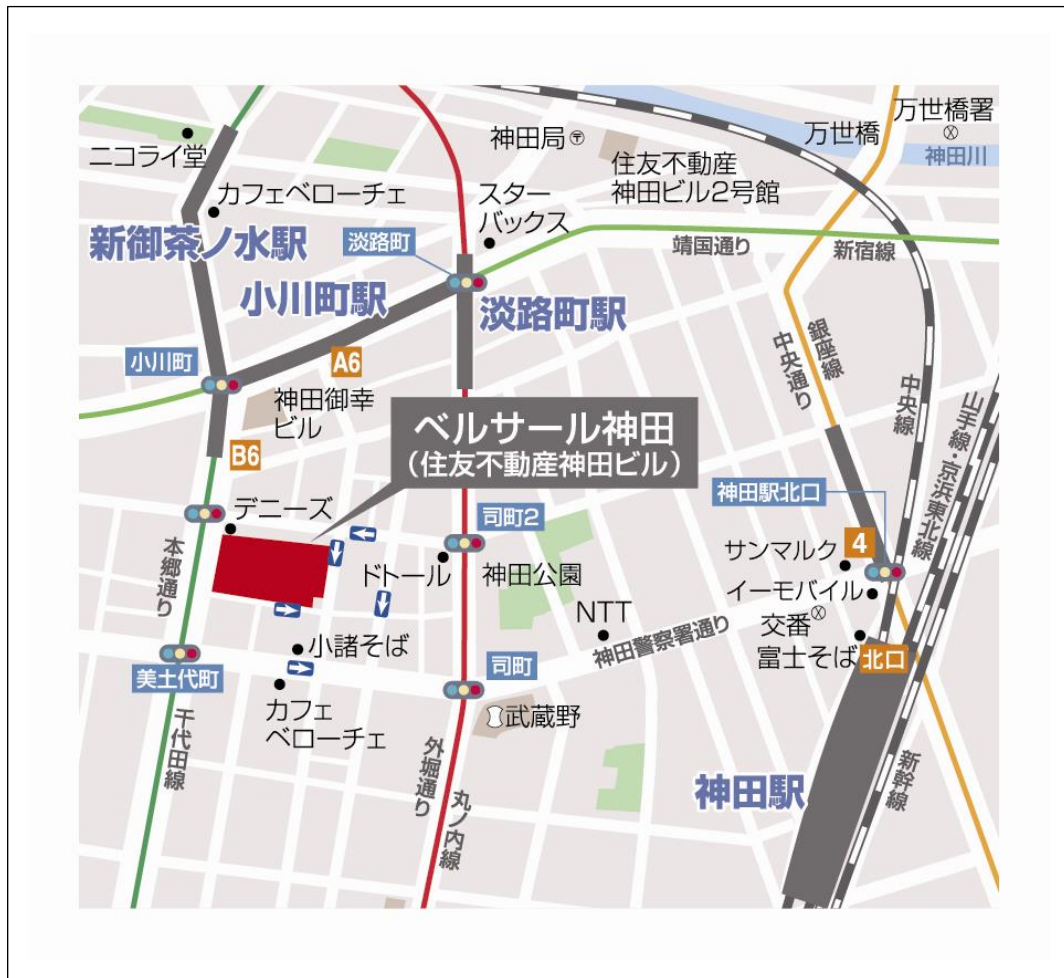 万世橋署
万世橋
神田川
神田局
ニコライ堂
住友不動産
神田ビル2号館
スター
バックス
カフェベローチェ
新御茶ノ水駅
淡路町
靖国通り
新宿線
小川町駅
淡路町駅
銀座線
中央通り
小川町
A6
中央線
神田御幸
ビル
山手線・京浜東北線
ベルサール神田
(住友不動産神田ビル)
B6
神田駅北口
デニーズ
司町2
サンマルク
4
本郷通り
ドトール
神田公園
イーモバイル
NTT
交番
神田警察署通り
小諸そば
富士そば
北口
美土代町
司町
カフェ
ベローチェ
武蔵野
千代田線
外堀通り
丸ノ内線
神田駅
新幹線